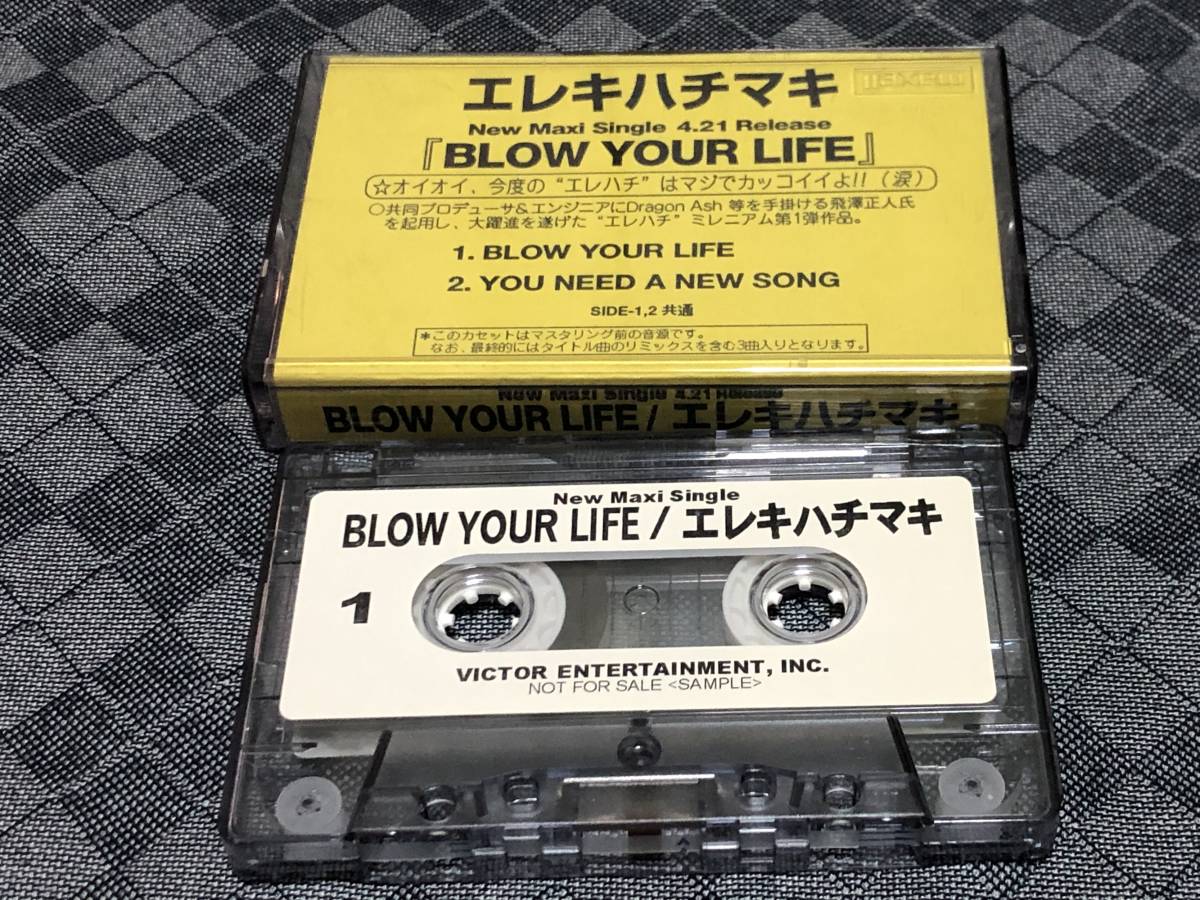 エレキハチマキ
maxell
New Maxi Single 4.21 Release
『BLOW YOUR LIFE』
☆オイオイ、今度の “エレハチ” はマジでカッコイイよ!!（涙）
○共同プロデューサ&エンジニアにDragon Ash 等を手掛ける飛澤正人氏
を起用し、大躍進を遂げた “エレハチ” ミレニアム第1弾作品。
1. BLOW YOUR LIFE
2. YOU NEED A NEW SONG
SIDE-1,2 共通
*このカセットはマスタリング前の音源です。
なお、最終的にはタイトル曲のリミックスを含む3曲入りとなります。
New Maxi Single 4.21 Release
BLOW YOUR LIFE / エレキハチマキ
New Maxi Single
BLOW YOUR LIFE / エレキハチマキ
1
VICTOR ENTERTAINMENT, INC.
NOT FOR SALE <SAMPLE>